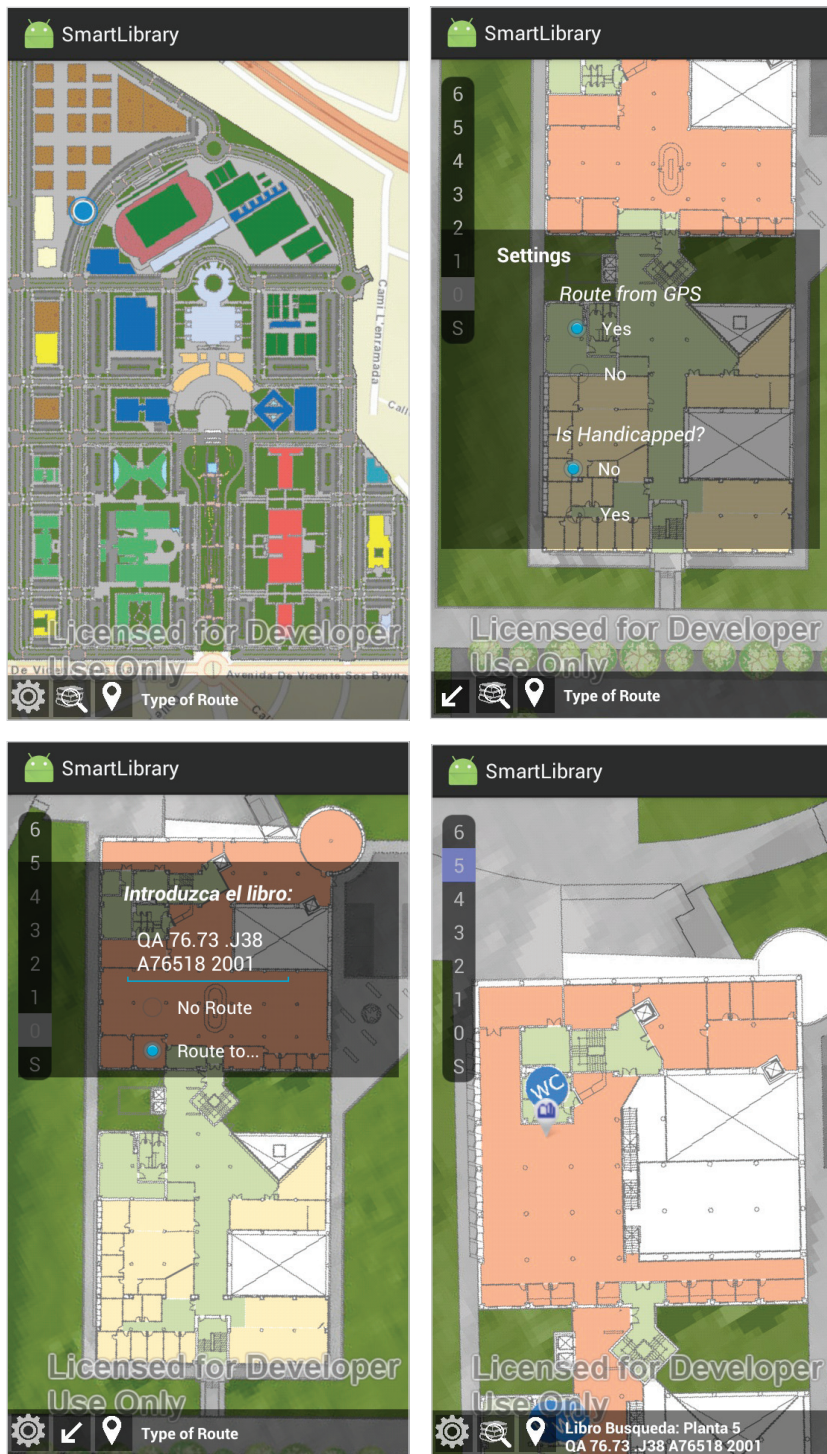 SmartLibrary
Cami L'enramada
Licensed for Developer
Use Only
Avenida De Vicente Sos Bayna
Type of Route
SmartLibrary
6
5
4
3
2
1
0
S
Settings
Route from GPS
Yes
No
Is Handicapped?
No
Yes
Licensed for Developer
Use Only
Type of Route
SmartLibrary
6
5
4
3
2
1
0
S
Introduzca el libro:
QA 76.73 .J38
A76518 2001
No Route
Route to...
Licensed for Developer
Use Only
Type of Route
SmartLibrary
6
5
4
3
2
1
0
S
WC
Licensed for Developer
Use Only
Libro Busqueda: Planta 5
QA 76.73 .J38 A76518 2001